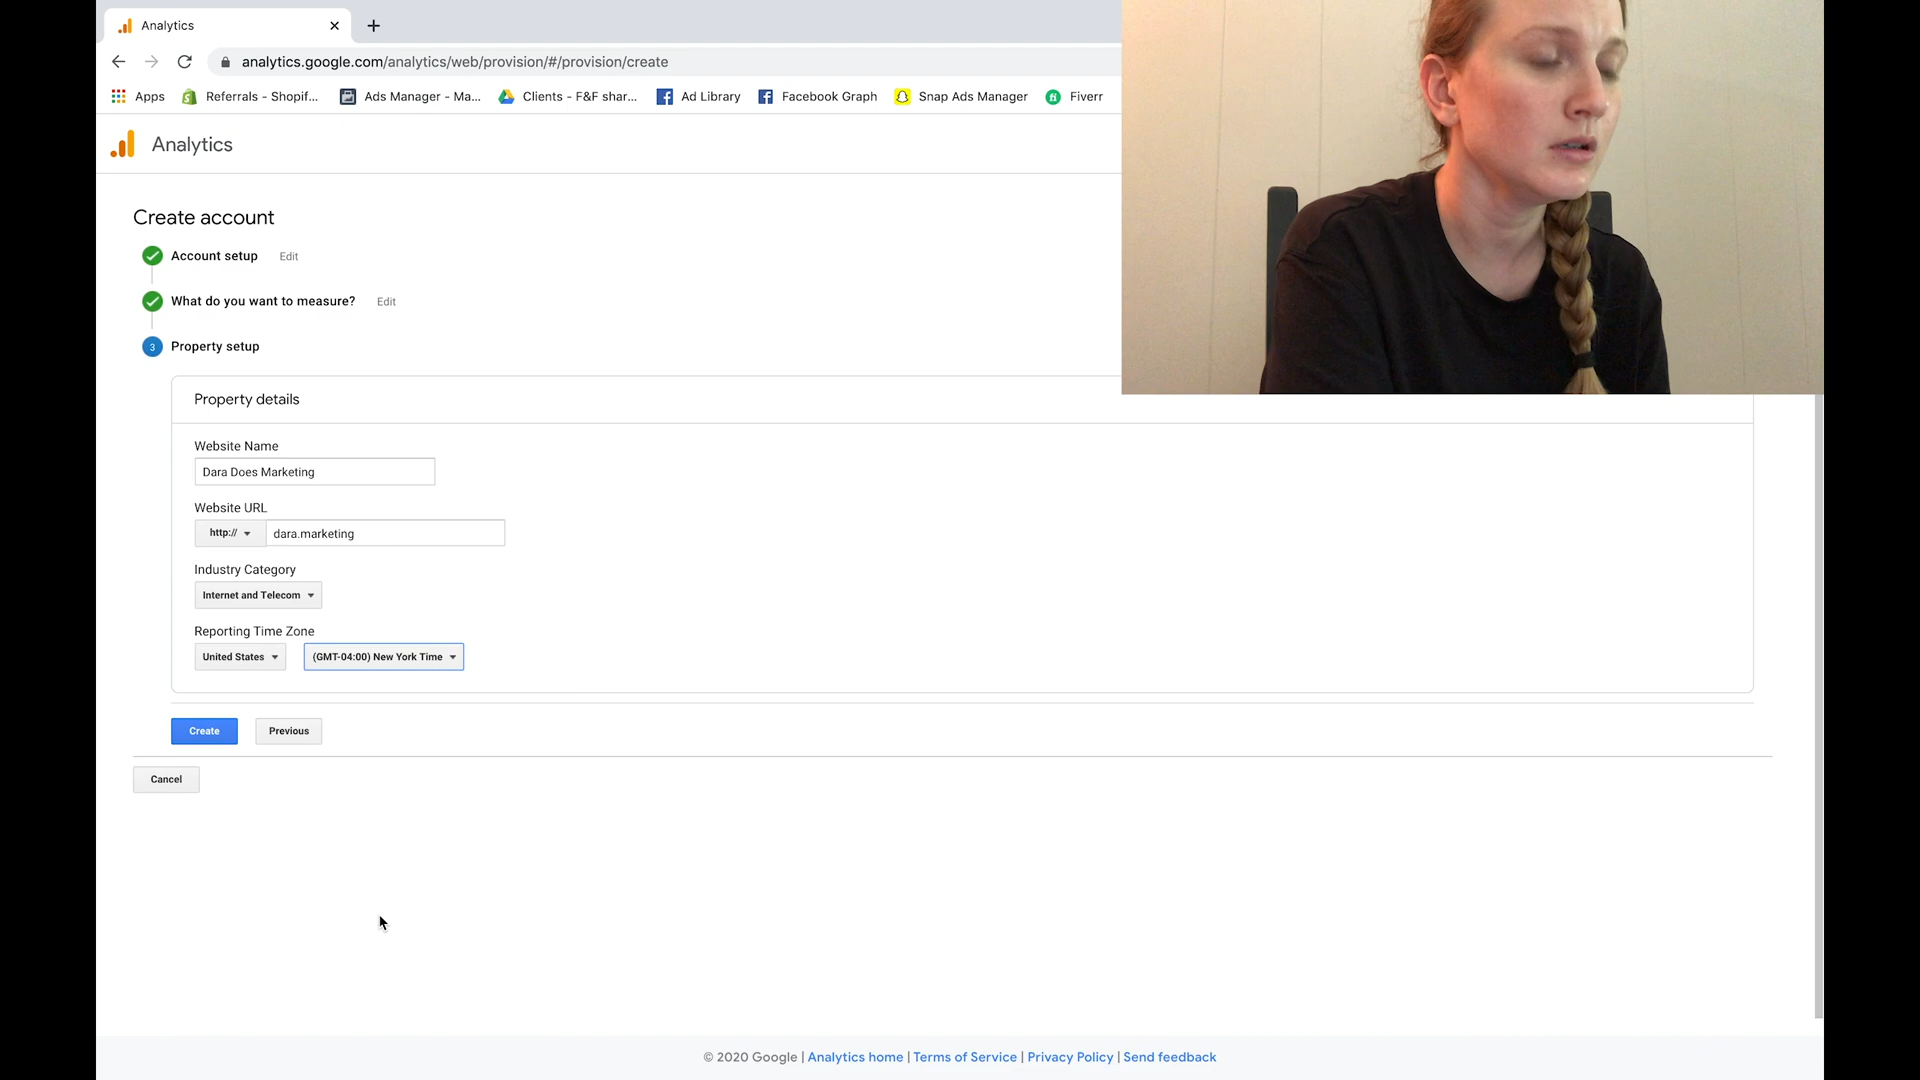 Analytics
analytics.google.com/analytics/web/provision/#/provision/create
Apps Referrals - Shopif... Ads Manager - Ma... Clients - F&F shar... Ad Library Facebook Graph Snap Ads Manager Fiverr
Analytics
Create account
Account setup Edit
What do you want to measure? Edit
3 Property setup
Property details
Website Name
Dara Does Marketing
Website URL
http:// dara.marketing
Industry Category
Internet and Telecom
Reporting Time Zone
United States (GMT-04:00) New York Time
Create Previous
Cancel
© 2020 Google | Analytics home | Terms of Service | Privacy Policy | Send feedback